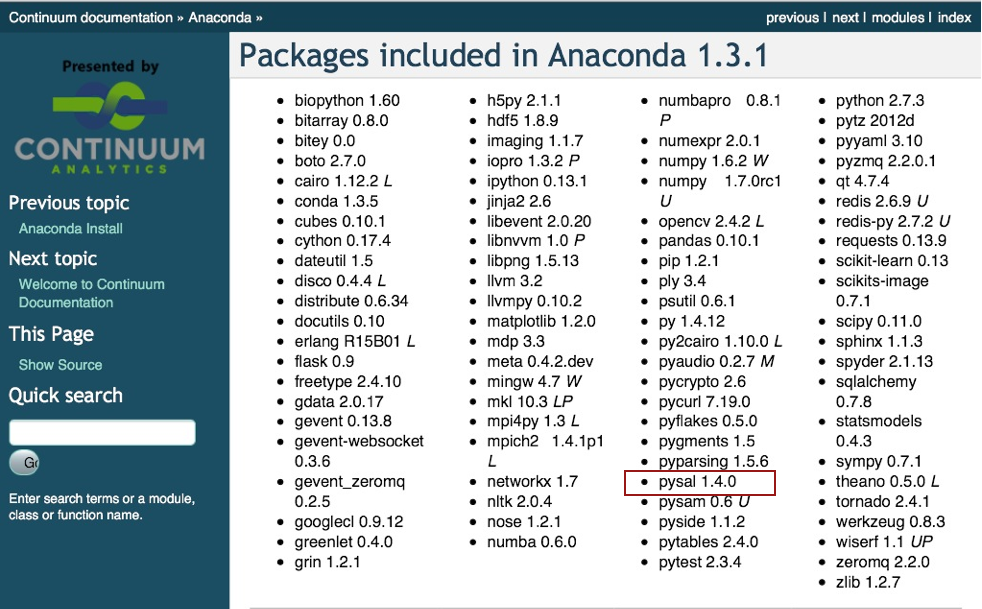 Continuum documentation » Anaconda »
previous | next | modules | index
Presented by
CONTINUUM
ANALYTICS
Previous topic
Anaconda Install
Next topic
Welcome to Continuum
Documentation
This Page
Show Source
Quick search
Go
Enter search terms or a module,
class or function name.
Packages included in Anaconda 1.3.1
• biopython 1.60
• bitarray 0.8.0
• bitey 0.0
• boto 2.7.0
• cairo 1.12.2 L
• conda 1.3.5
• cubes 0.10.1
• cython 0.17.4
• dateutil 1.5
• disco 0.4.4 L
• distribute 0.6.34
• docutils 0.10
• erlang R15B01 L
• flask 0.9
• freetype 2.4.10
• gdata 2.0.17
• gevent 0.13.8
• gevent-websocket
0.3.6
• gevent_zeromq
0.2.5
• googlecl 0.9.12
• greenlet 0.4.0
• grin 1.2.1
• h5py 2.1.1
• hdf5 1.8.9
• imaging 1.1.7
• iopro 1.3.2 P
• ipython 0.13.1
• jinja2 2.6
• libevent 2.0.20
• libnvvm 1.0 P
• libpng 1.5.13
• llvm 3.2
• llvmpy 0.10.2
• matplotlib 1.2.0
• mdp 3.3
• meta 0.4.2.dev
• mingw 4.7 W
• mkl 10.3 LP
• mpi4py 1.3 L
• mpich2 1.4.1p1
L
• networkx 1.7
• nltk 2.0.4
• nose 1.2.1
• numba 0.6.0
• numbapro 0.8.1
P
• numexpr 2.0.1
• numpy 1.6.2 W
• numpy 1.7.0rc1
U
• opencv 2.4.2 L
• pandas 0.10.1
• pip 1.2.1
• ply 3.4
• psutil 0.6.1
• py 1.4.12
• py2cairo 1.10.0 L
• pyaudio 0.2.7 M
• pycrypto 2.6
• pycurl 7.19.0
• pyflakes 0.5.0
• pygments 1.5
• pyparsing 1.5.6
• pysal 1.4.0
• pysam 0.6 U
• pyside 1.1.2
• pytables 2.4.0
• pytest 2.3.4
• python 2.7.3
• pytz 2012d
• pyyaml 3.10
• pyzmq 2.2.0.1
• qt 4.7.4
• redis 2.6.9 U
• redis-py 2.7.2 U
• requests 0.13.9
• scikit-learn 0.13
• scikits-image
0.7.1
• scipy 0.11.0
• sphinx 1.1.3
• spyder 2.1.13
• sqlalchemy
0.7.8
• statsmodels
0.4.3
• sympy 0.7.1
• theano 0.5.0 L
• tornado 2.4.1
• werkzeug 0.8.3
• wiserf 1.1 UP
• zeromq 2.2.0
• zlib 1.2.7